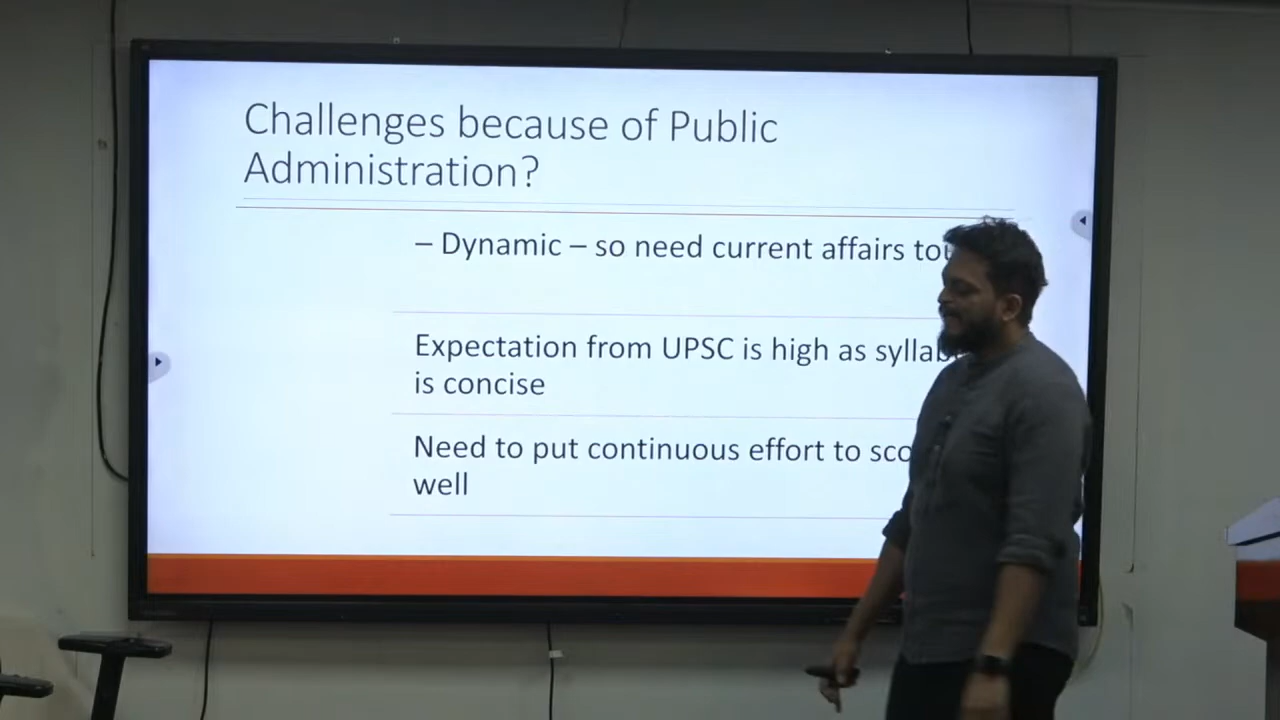 Challenges because of Public
Administration?
– Dynamic – so need current affairs
Expectation from UPSC is high as
is concise
Need to put continuous effort to
well